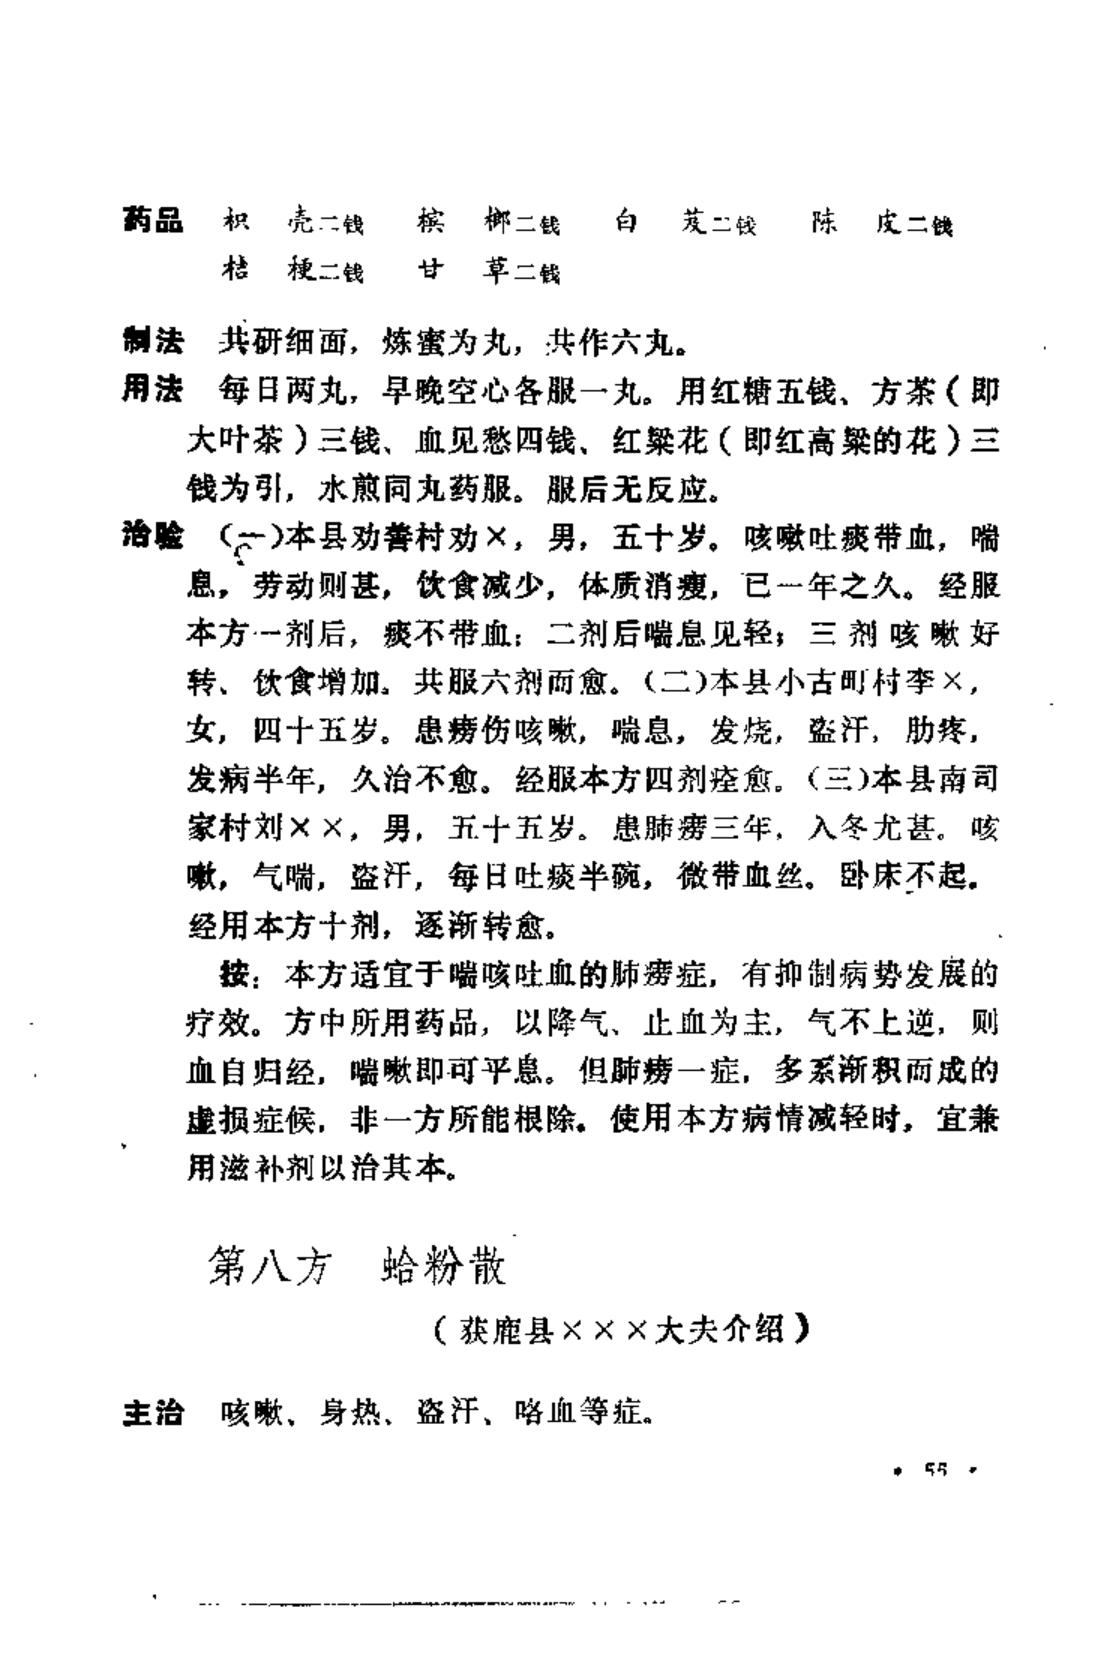 药品 枳 壳二钱 槟 榔二钱 白 芨二钱 陈 皮二钱
桔 梗二钱 甘 草二钱
制法 共研细面，炼蜜为丸，共作六丸。
用法 每日两丸，早晚空心各服一丸。用红糖五钱、方茶（即
大叶茶）三钱、血见愁四钱、红粱花（即红高粱的花）三
钱为引，水煎同丸药服。服后无反应。
治验 （一）本县劝善村劝×，男，五十岁。咳嗽吐痰带血，喘
息，劳动则甚，饮食减少，体质消瘦，已一年之久。经服
本方一剂后，痰不带血；二剂后喘息见轻；三剂咳嗽好
转、饮食增加。共服六剂而愈。（二）本县小古町村李×，
女，四十五岁。患痨伤咳嗽，喘息，发烧，盗汗，肋疼，
发病半年，久治不愈。经服本方四剂痊愈。（三）本县南司
家村刘××，男，五十五岁。患肺痨三年，入冬尤甚。咳
嗽，气喘，盗汗，每日吐痰半碗，微带血丝。卧床不起。
经用本方十剂，逐渐转愈。
按：本方适宜于喘咳吐血的肺痨症，有抑制病势发展的
疗效。方中所用药品，以降气、止血为主，气不上逆，则
血自归经，喘嗽即可平息。但肺痨一症，多系渐积而成的
虚损症候，非一方所能根除。使用本方病情减轻时，宜兼
用滋补剂以治其本。
第八方 蛤粉散
（获鹿县×××大夫介绍）
主治 咳嗽、身热、盗汗、咯血等症。
• 55 •